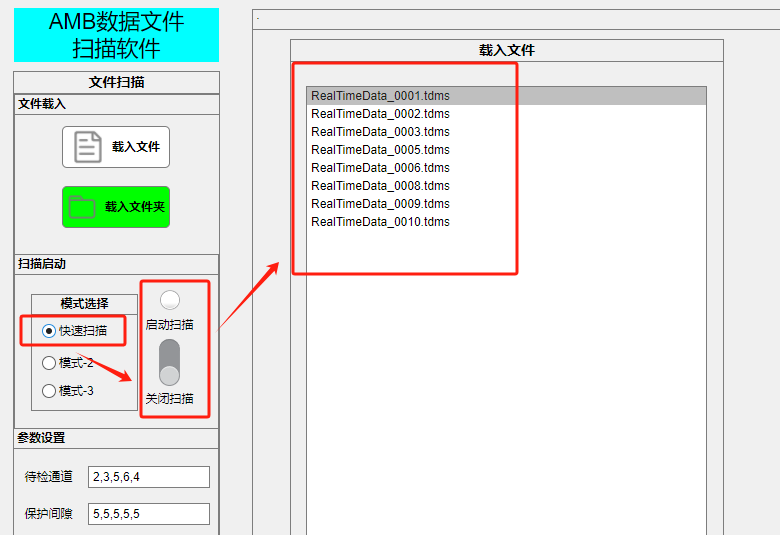 AMB数据文件
扫描软件
文件扫描
文件载入
载入文件
载入文件夹
扫描启动
模式选择
快速扫描
模式-2
模式-3
启动扫描
关闭扫描
参数设置
待检通道 2,3,5,6,4
保护间隙 5,5,5,5,5
载入文件
RealTimeData_0001.tdms
RealTimeData_0002.tdms
RealTimeData_0003.tdms
RealTimeData_0005.tdms
RealTimeData_0006.tdms
RealTimeData_0008.tdms
RealTimeData_0009.tdms
RealTimeData_0010.tdms